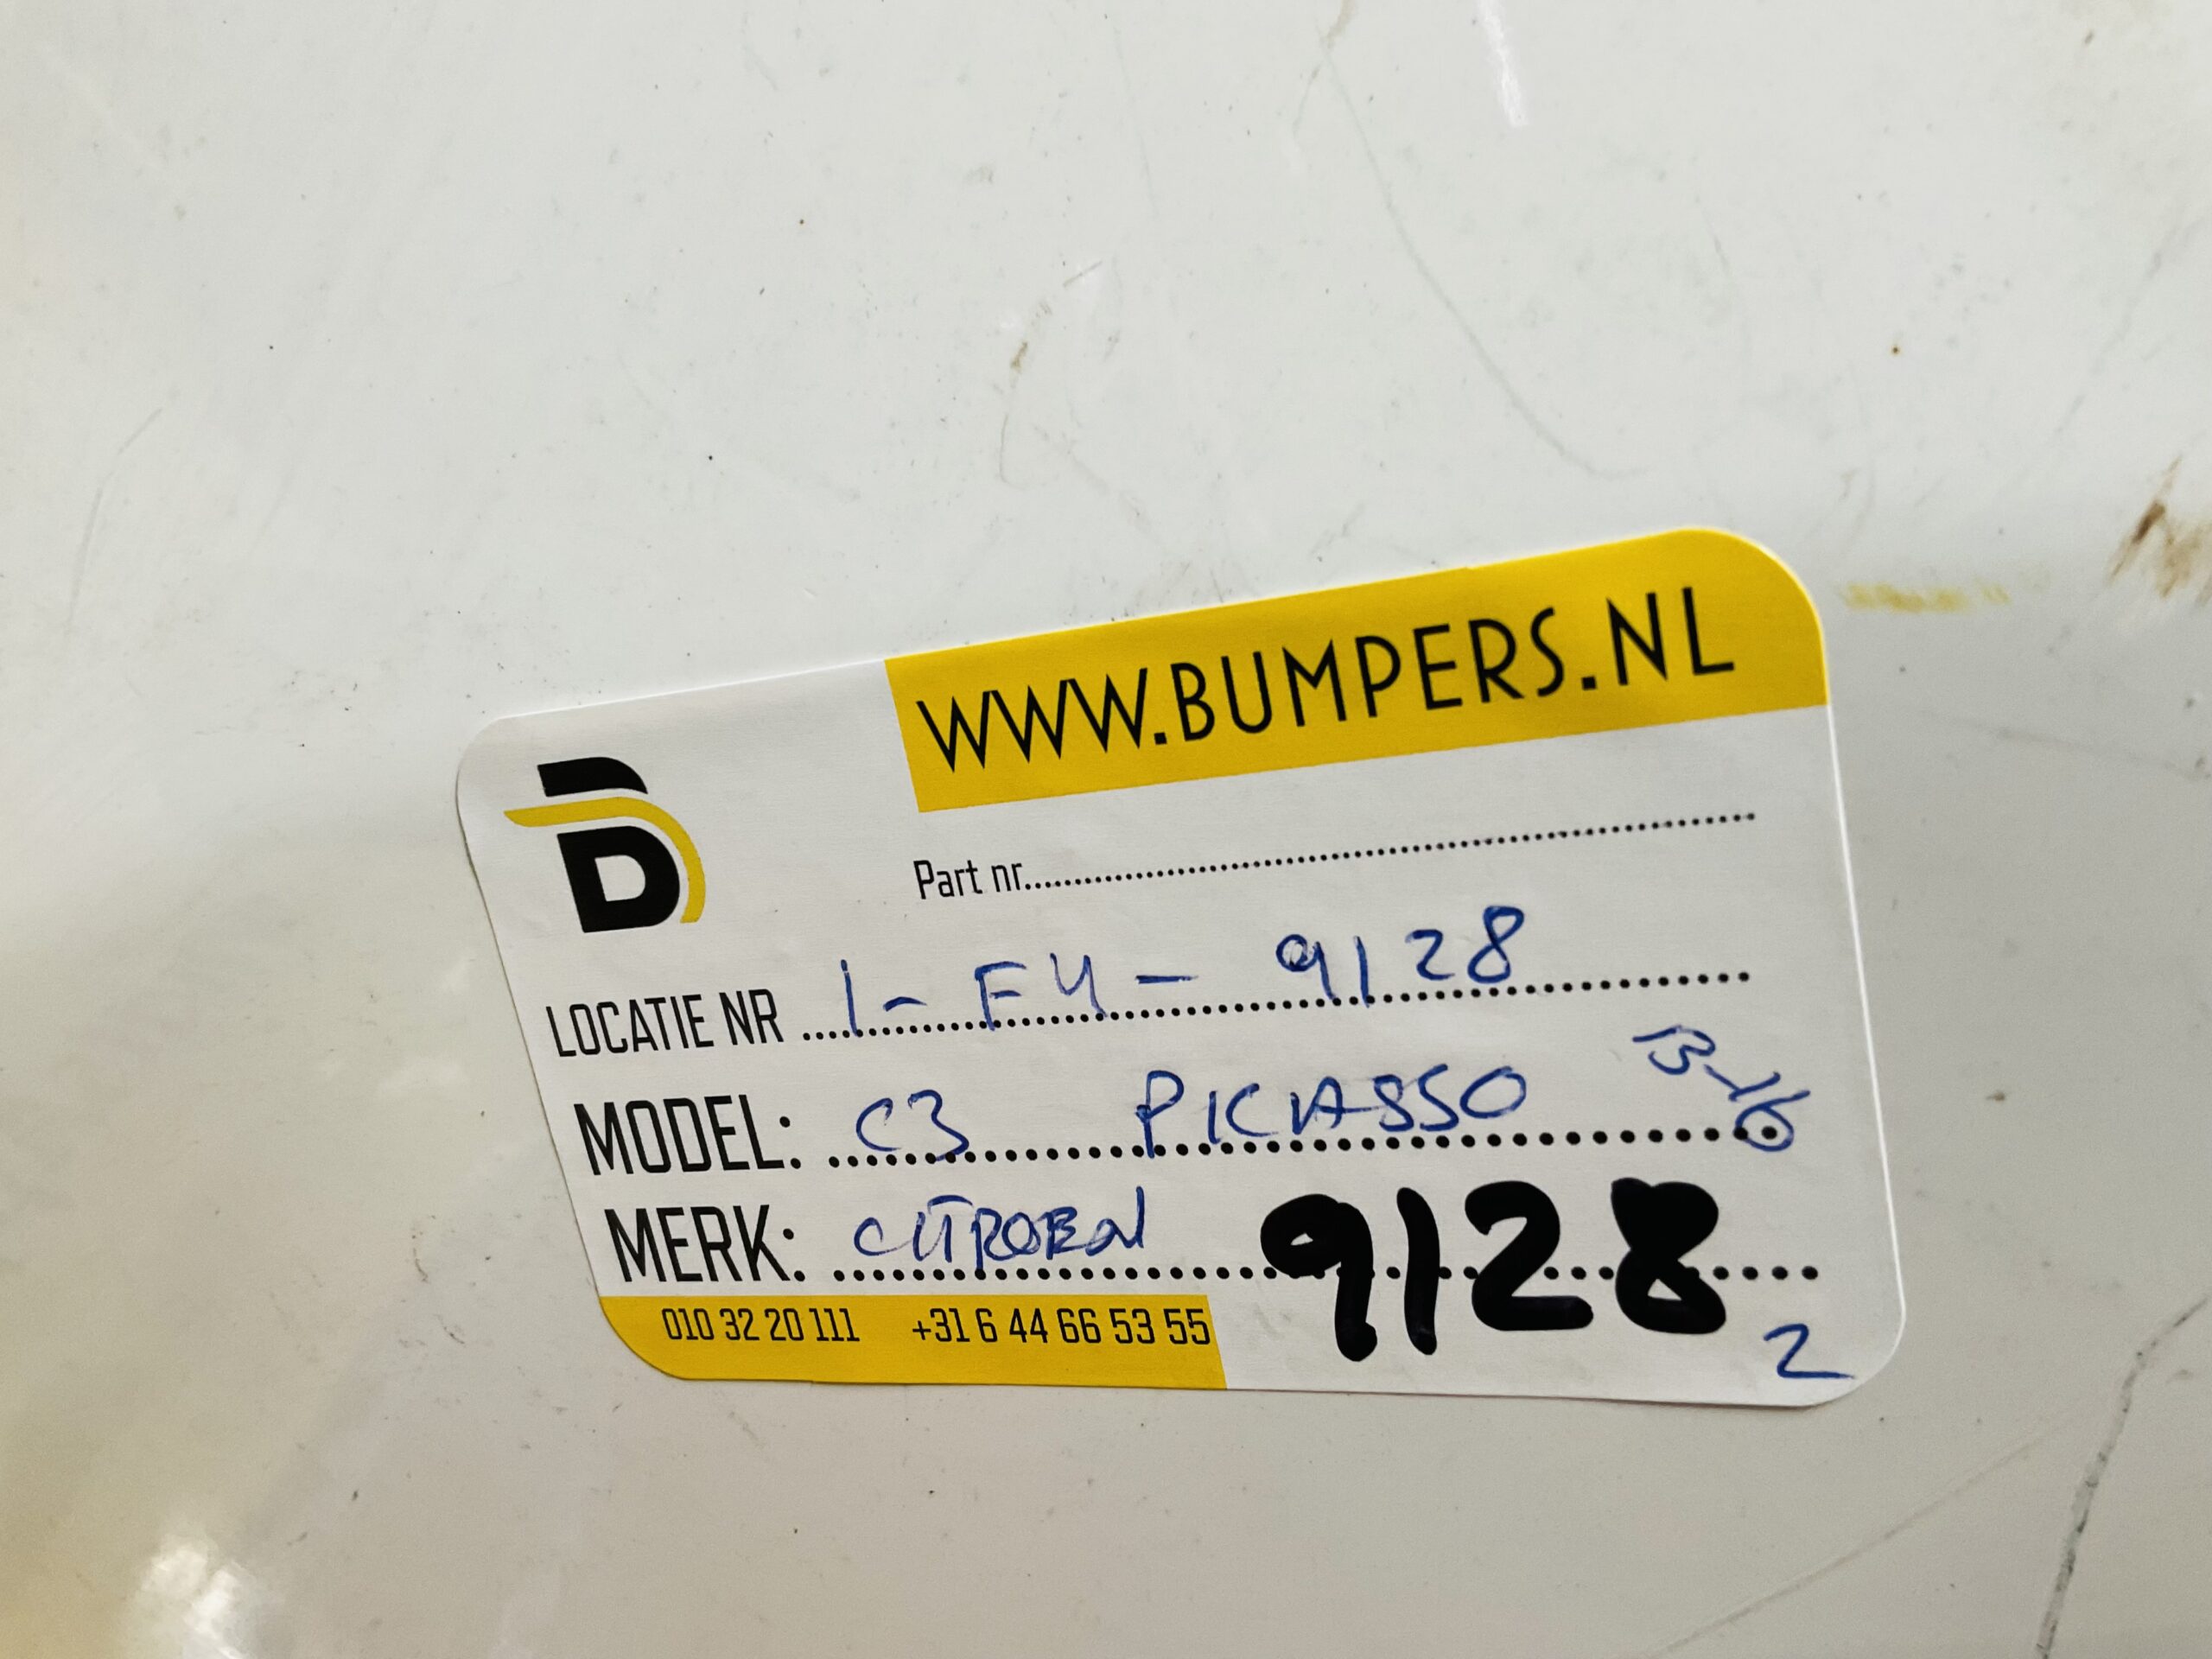 WWW.BUMPERS.NL
Part nr.......................................................
LOCATIE NR 1 - F4 - 9128
MODEL: C3 PICASSO B-16
MERK: CITROEN 9128
010 32 20 111 +31 6 44 66 53 55
2